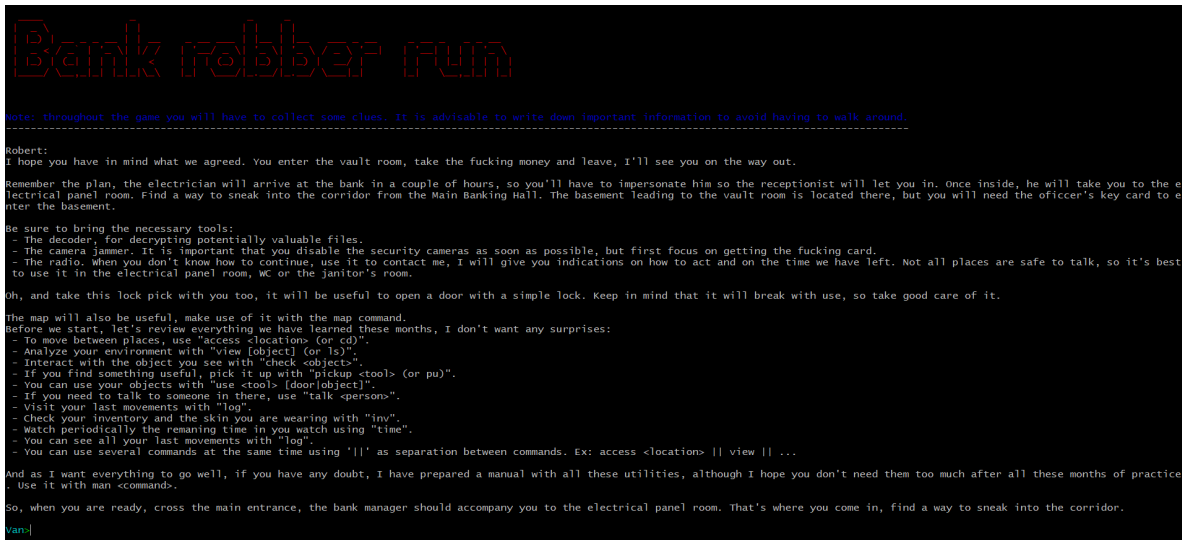 Bank robber run
Note: throughout the game you will have to collect some clues. It is advisable to write down important information to avoid having to walk around.
------------------------------------------------------------------------------------------------------------------------------------------------------
Robert:
I hope you have in mind what we agreed. You enter the vault room, take the fucking money and leave, I'll see you on the way out.
Remember the plan, the electrician will arrive at the bank in a couple of hours, so you'll have to impersonate him so the receptionist will let you in. Once inside, he will take you to the e
lectrical panel room. Find a way to sneak into the corridor from the Main Banking Hall. The basement leading to the vault room is located there, but you will need the oficcer's key card to e
nter the basement.
Be sure to bring the necessary tools:
- The decoder, for decrypting potentially valuable files.
- The camera jammer. It is important that you disable the security cameras as soon as possible, but first focus on getting the fucking card.
- The radio. When you don't know how to continue, use it to contact me, I will give you indications on how to act and on the time we have left. Not all places are safe to talk, so it's best
to use it in the electrical panel room, WC or the janitor's room.
Oh, and take this lock pick with you too, it will be useful to open a door with a simple lock. Keep in mind that it will break with use, so take good care of it.
The map will also be useful, make use of it with the map command.
Before we start, let's review everything we have learned these months, I don't want any surprises:
- To move between places, use "access <location> (or cd)".
- Analyze your environment with "view [object] (or ls)".
- Interact with the object you see with "check <object>".
- If you find something useful, pick it up with "pickup <tool> (or pu)".
- You can use your objects with "use <tool> [door|object]".
- If you need to talk to someone in there, use "talk <person>".
- Visit your last movements with "log".
- Check your inventory and the skin you are wearing with "inv".
- Watch periodically the remaning time in you watch using "time".
- You can see all your last movements with "log".
- You can use several commands at the same time using '||' as separation between commands. Ex: access <location> || view || ...
And as I want everything to go well, if you have any doubt, I have prepared a manual with all these utilities, although I hope you don't need them too much after all these months of practice
. Use it with man <command>.
So, when you are ready, cross the main entrance, the bank manager should accompany you to the electrical panel room. That's where you come in, find a way to sneak into the corridor.
Van>